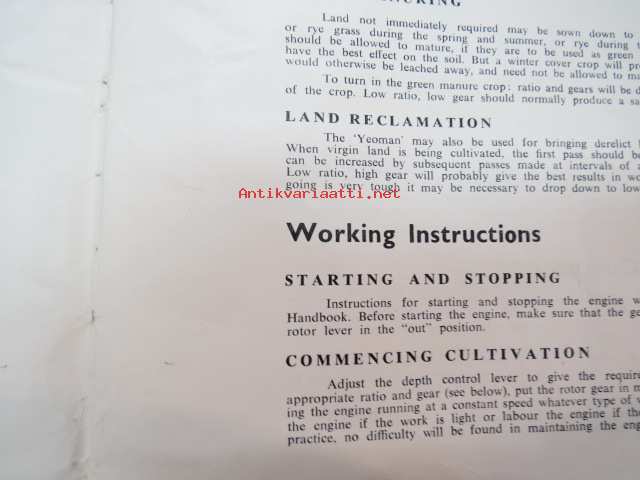 NURING
Land not immediately required may be sown down to
or rye grass during the spring and summer, or rye during
should be allowed to mature, if they are to be used as green
have the best effect on the soil. But a winter cover crop will
would otherwise be leached away, and need not be allowed to
To turn in the green manure crop: ratio and gears will be
of the crop. Low ratio, low gear should normally produce a
LAND RECLAMATION
The 'Yeoman' may also be used for bringing derelict
When virgin land is being cultivated, the first pass should
can be increased by subsequent passes made at intervals of
Low ratio, high gear will probably give the best results in
going is very tough it may be necessary to drop down to low
Antikvariaatti.net
Working Instructions
STARTING AND STOPPING
Instructions for starting and stopping the engine
Handbook. Before starting the engine, make sure that the
rotor lever in the "out" position.
COMMENCING CULTIVATION
Adjust the depth control lever to give the
appropriate ratio and gear (see below), put the rotor gear in
ing the engine running at a constant speed whatever type of
the engine if the work is light or labour the engine if
practice, no difficulty will be found in maintaining the